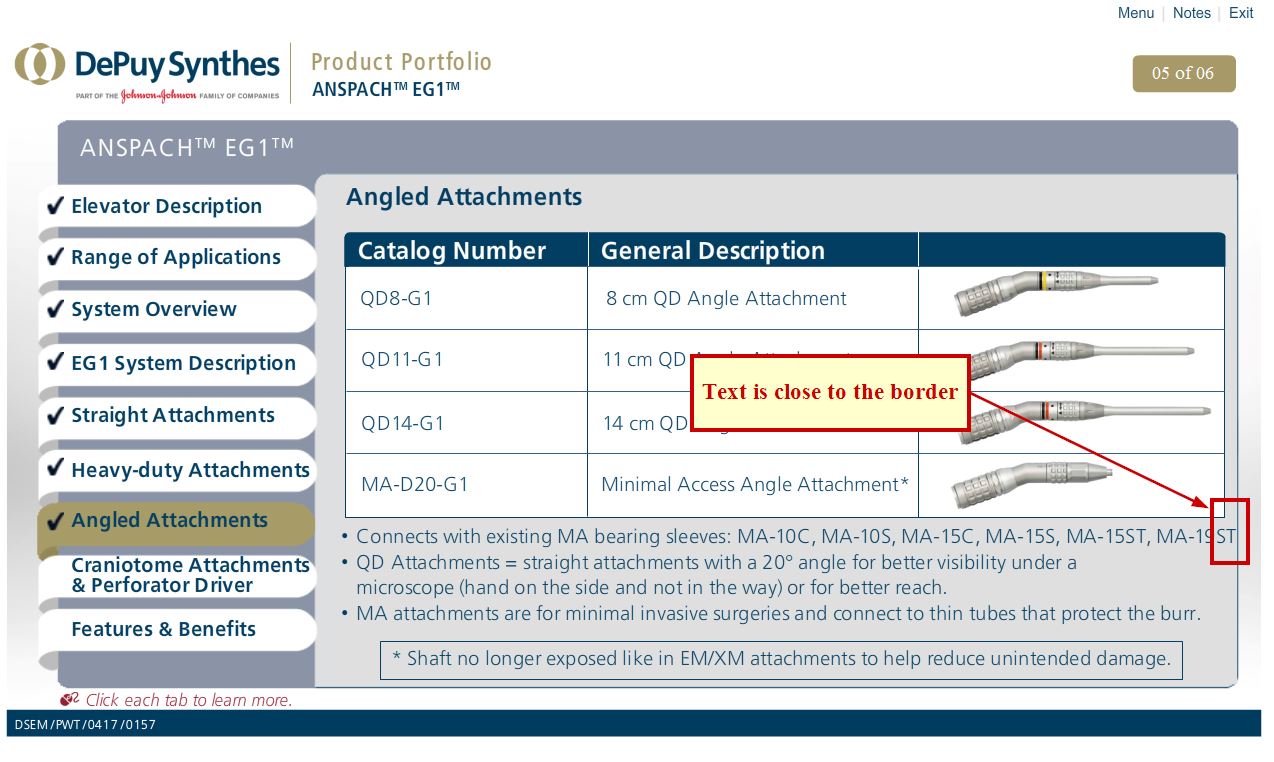 Menu | Notes | Exit
DePuy Synthes
PART OF THE Johnson & Johnson FAMILY OF COMPANIES
Product Portfolio
ANSPACH™ EG1™
05 of 06
ANSPACH™ EG1™
Elevator Description
Range of Applications
System Overview
EG1 System Description
Straight Attachments
Heavy-duty Attachments
Angled Attachments
Craniotome Attachments
& Perforator Driver
Features & Benefits
Angled Attachments
Catalog Number General Description
QD8-G1 8 cm QD Angle Attachment
QD11-G1 11 cm QD
QD14-G1 14 cm QD
MA-D20-G1 Minimal Access Angle Attachment*
Text is close to the border
• Connects with existing MA bearing sleeves: MA-10C, MA-10S, MA-15C, MA-15S, MA-15ST, MA-19ST
• QD Attachments = straight attachments with a 20° angle for better visibility under a
microscope (hand on the side and not in the way) or for better reach.
• MA attachments are for minimal invasive surgeries and connect to thin tubes that protect the burr.
* Shaft no longer exposed like in EM/XM attachments to help reduce unintended damage.
Click each tab to learn more.
DSEM/PWT/0417/0157